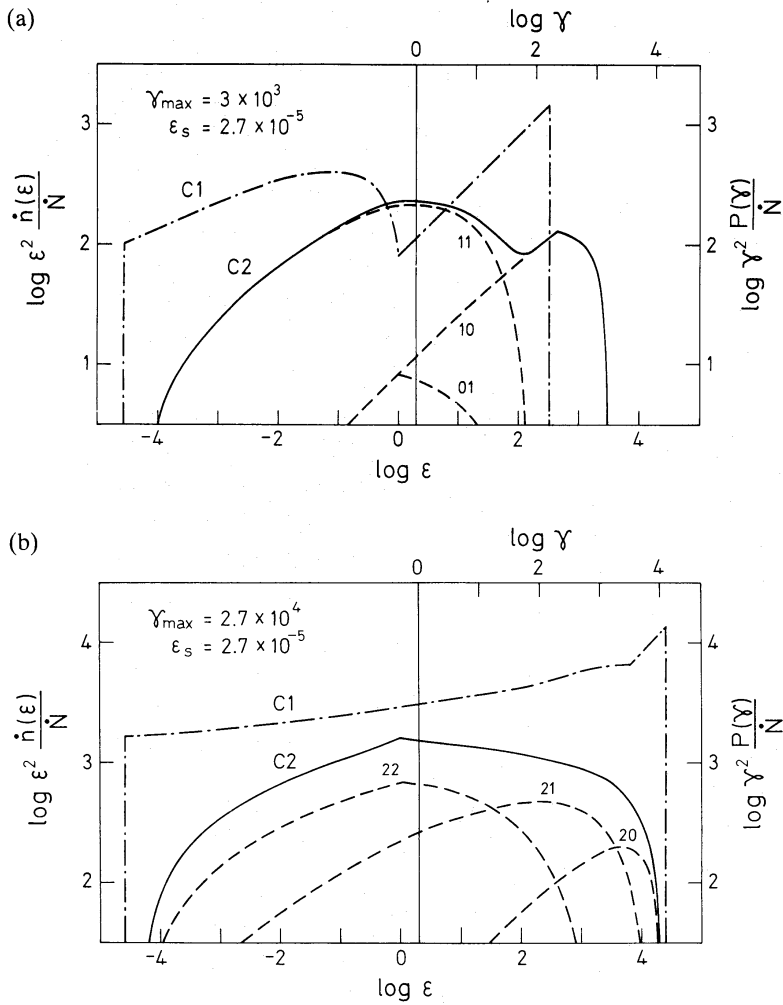 (a)
log γ
0 2 4
γmax = 3 × 10³
εs = 2.7 × 10⁻⁵
log ε² ṅ(ε)/Ṅ
3
2
1
C1
C2
11
10
01
3
2
1
log γ² P(γ)/Ṅ
-4 -2 0 2 4
log ε
(b)
log γ
0 2 4
γmax = 2.7 × 10⁴
εs = 2.7 × 10⁻⁵
log ε² ṅ(ε)/Ṅ
4
3
2
C1
C2
22
21
20
4
3
2
log γ² P(γ)/Ṅ
-4 -2 0 2 4
log ε